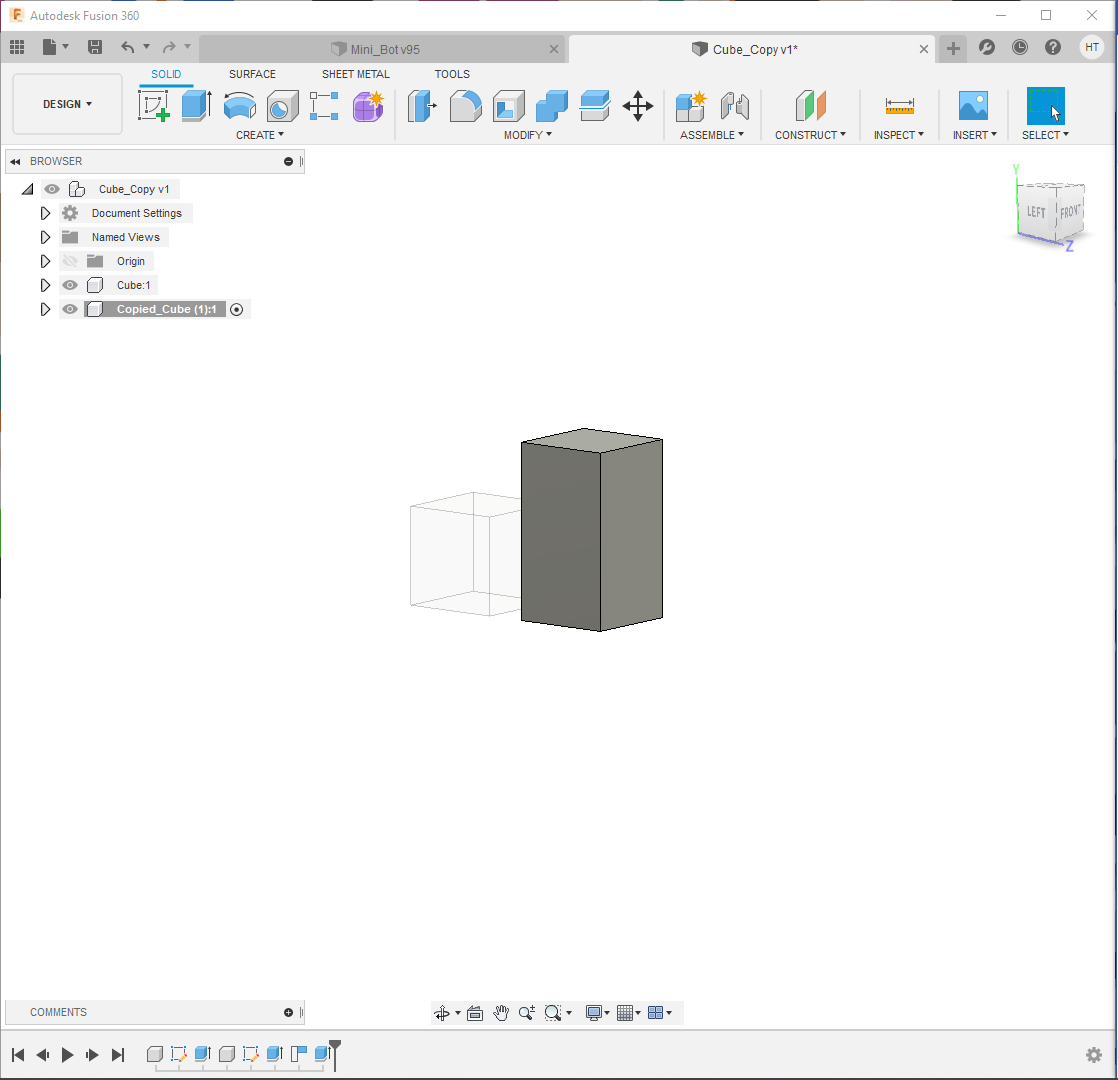 Autodesk Fusion 360
Mini_Bot v95
Cube_Copy v1*
HT
SOLID SURFACE SHEET METAL TOOLS
DESIGN
CREATE MODIFY ASSEMBLE CONSTRUCT INSPECT INSERT SELECT
BROWSER
Cube_Copy v1
Document Settings
Named Views
Origin
Cube:1
Copied_Cube (1):1
Y
LEFT FRONT
Z
COMMENTS